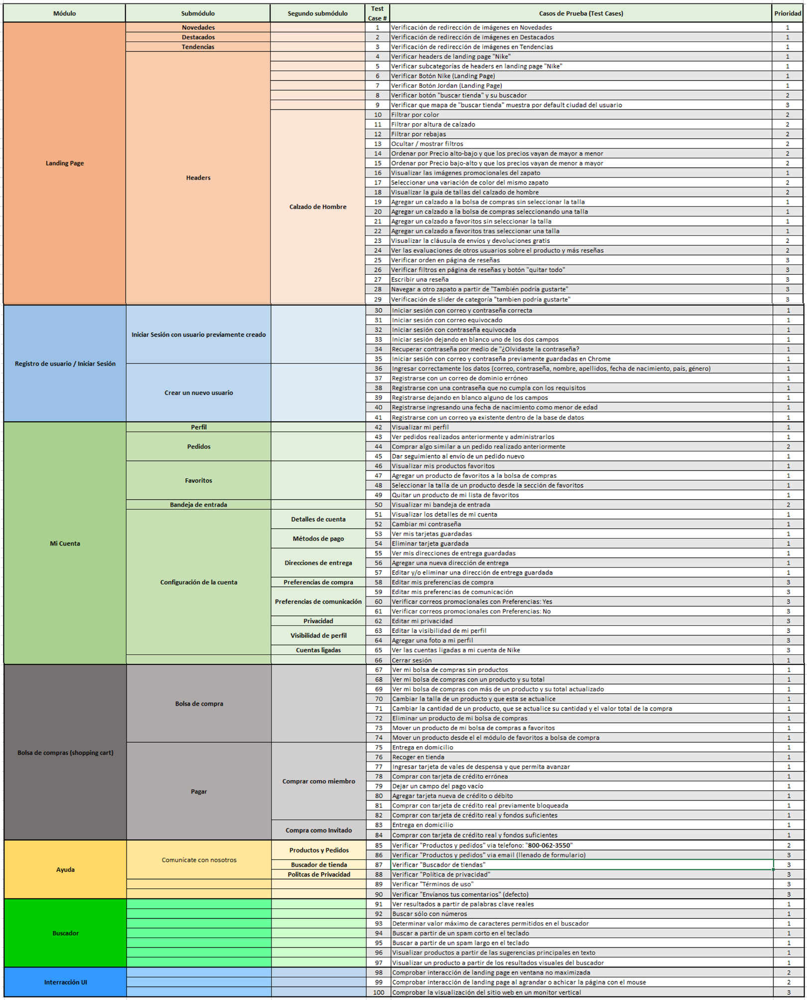 Módulo Submódulo Segundo submódulo Test Case # Casos de Prueba (Test Cases) Prioridad
Landing Page
Novedades 1 Verificación de redirección de imágenes en Novedades 1
Destacados 2 Verificación de redirección de imágenes en Destacados 1
Tendencias 3 Verificación de redirección de imágenes en Tendencias 1
Headers
4 Verificar headers de landing page "Nike" 1
5 Verificar subcategorías de headers en landing page "Nike" 1
6 Verificar Botón Nike (Landing Page) 1
7 Verificar Botón Jordan (Landing Page) 1
8 Verificar botón "buscar tienda" y su buscador 2
9 Verificar que mapa de "buscar tienda" muestra por default ciudad del usuario 3
Calzado de Hombre
10 Filtrar por color 2
11 Filtrar por altura de calzado 2
12 Filtrar por rebajas 2
13 Ocultar / mostrar filtros 2
14 Ordenar por Precio alto-bajo y que los precios vayan de mayor a menor 2
15 Ordenar por Precio bajo-alto y que los precios vayan de menor a mayor 2
16 Visualizar las imágenes promocionales del zapato 1
17 Seleccionar una variación de color del mismo zapato 2
18 Visualizar la guía de tallas del calzado de hombre 2
19 Agregar un calzado a la bolsa de compras sin seleccionar la talla 1
20 Agregar un calzado a la bolsa de compras seleccionando una talla 1
21 Agregar un calzado a favoritos sin seleccionar la talla 1
22 Agregar un calzado a favoritos tras seleccionar una talla 1
23 Visualizar la cláusula de envíos y devoluciones gratis 2
24 Ver las evaluaciones de otros usuarios sobre el producto y más reseñas 2
25 Verificar orden en página de reseñas 3
26 Verificar filtros en página de reseñas y botón "quitar todo" 3
27 Escribir una reseña 3
28 Navegar a otro zapato a partir de "También podría gustarte" 3
29 Verificación de slider de categoría "tambien podría gustarte" 3
Registro de usuario / Iniciar Sesión
Iniciar Sesión con usuario previamente creado
30 Iniciar sesión con correo y contraseña correcta 1
31 Iniciar sesión con correo equivocado 1
32 Iniciar sesión con contraseña equivocada 1
33 Iniciar sesión dejando en blanco uno de los dos campos 1
34 Recuperar contraseña por medio de "¿Olvidaste la contraseña? 1
35 Iniciar sesión con correo y contraseña previamente guardadas en Chrome 1
Crear un nuevo usuario
36 Ingresar correctamente los datos (correo, contraseña, nombre, apellidos, fecha de nacimiento, país, género) 1
37 Registrarse con un correo de dominio erróneo 1
38 Registrarse con una contraseña que no cumpla con los requisitos 1
39 Registrarse dejando en blanco alguno de los campos 1
40 Registrarse ingresando una fecha de nacimiento como menor de edad 1
41 Registrarse con un correo ya existente dentro de la base de datos 1
Mi Cuenta
Perfil 42 Visualizar mi perfil 1
Pedidos
43 Ver pedidos realizados anteriormente y administrarlos 1
44 Comprar algo similar a un pedido realizado anteriormente 2
45 Dar seguimiento al envío de un pedido nuevo 1
Favoritos
46 Visualizar mis productos favoritos 1
47 Agregar un producto de favoritos a la bolsa de compras 1
48 Seleccionar la talla de un producto desde la sección de favoritos 1
49 Quitar un producto de mi lista de favoritos 1
Bandeja de entrada 50 Visualizar mi bandeja de entrada 2
Configuración de la cuenta
Detalles de cuenta
51 Visualizar los detalles de mi cuenta 1
52 Cambiar mi contraseña 1
Métodos de pago
53 Ver mis tarjetas guardadas 1
54 Eliminar tarjeta guardada 1
Direcciones de entrega
55 Ver mis direcciones de entrega guardadas 1
56 Agregar una nueva dirección de entrega 1
57 Editar y/o eliminar una dirección de entrega guardada 1
Preferencias de compra 58 Editar mis preferencias de compra 3
Preferencias de comunicación
59 Editar mis preferencias de comunicación 3
60 Verificar correos promocionales con Preferencias: Yes 3
61 Verificar correos promocionales con Preferencias: No 3
Privacidad 62 Editar mi privacidad 3
Visibilidad de perfil
63 Editar la visibilidad de mi perfil 3
64 Agregar una foto a mi perfil 3
Cuentas ligadas 65 Ver las cuentas ligadas a mi cuenta de Nike 3
66 Cerrar sesión 1
Bolsa de compras (shopping cart)
Bolsa de compra
67 Ver mi bolsa de compras sin productos 1
68 Ver mi bolsa de compras con un producto y su total 1
69 Ver mi bolsa de compras con más de un producto y su total actualizado 1
70 Cambiar la talla de un producto y que esta se actualice 1
71 Cambiar la cantidad de un producto, que se actualice su cantidad y el valor total de la compra 1
72 Eliminar un producto de mi bolsa de compras 1
73 Mover un producto de mi bolsa de compras a favoritos 1
74 Mover un producto desde el el módulo de favoritos a bolsa de compra 1
Pagar
Comprar como miembro
75 Entrega en domicilio 1
76 Recoger en tienda 1
77 Ingresar tarjeta de vales de despensa y que permita avanzar 1
78 Comprar con tarjeta de crédito errónea 1
79 Dejar un campo del pago vacío 1
80 Agregar tarjeta nueva de crédito o débito 1
81 Comprar con tarjeta de crédito real previamente bloqueada 1
82 Comprar con tarjeta de crédito real y fondos suficientes 1
Compra como Invitado
83 Entrega en domicilio 1
84 Comprar con tarjeta de crédito real y fondos suficientes 1
Ayuda
Comunícate con nosotros
Productos y Pedidos
85 Verificar "Productos y pedidos" via telefono: "800-062-3550" 2
86 Verificar "Productos y pedidos" via email (llenado de formulario) 3
Buscador de tienda 87 Verificar "Buscador de tiendas" 3
Politcas de Privacidad 88 Verificar "Política de privacidad" 3
89 Verificar "Términos de uso" 3
90 Verificar "Envíanos tus comentarios" (defecto) 3
Buscador
91 Ver resultados a partir de palabras clave reales 1
92 Buscar sólo con números 1
93 Determinar valor máximo de caracteres permitidos en el buscador 1
94 Buscar a partir de un spam corto en el teclado 1
95 Buscar a partir de un spam largo en el teclado 1
96 Visualizar productos a partir de las sugerencias principales en texto 1
97 Visualizar un producto a partir de los resultados visuales del buscador 1
Interracción UI
98 Comprobar interacción de landing page en ventana no maximizada 2
99 Comprobar interacción de landing page al agrandar o achicar la página con el mouse 2
100 Comprobar la visualización del sitio web en un monitor vertical 3